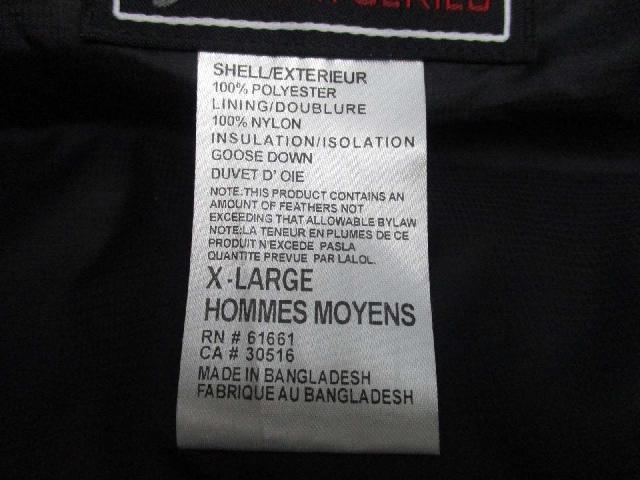 SERIES
SHELL/EXTERIEUR
100% POLYESTER
LINING/DOUBLURE
100% NYLON
INSULATION/ISOLATION
GOOSE DOWN
DUVET D' OIE
NOTE:THIS PRODUCT CONTAINS AN
AMOUNT OF FEATHERS NOT
EXCEEDING THAT ALLOWABLE BYLAW
NOTE:LA TENEUR EN PLUMES DE CE
PRODUIT N'EXCEDE PASLA
QUANTITE PREVUE PAR LALOI.
X-LARGE
HOMMES MOYENS
RN # 61661
CA # 30516
MADE IN BANGLADESH
FABRIQUE AU BANGLADESH